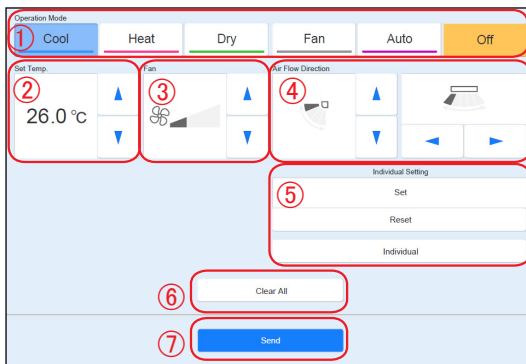 Operation Mode
① Cool Heat Dry Fan Auto Off
Set Temp. Fan Air Flow Direction
② ③ ④
26.0 °C
Individual Setting
⑤ Set
Reset
Individual
⑥ Clear All
⑦ Send